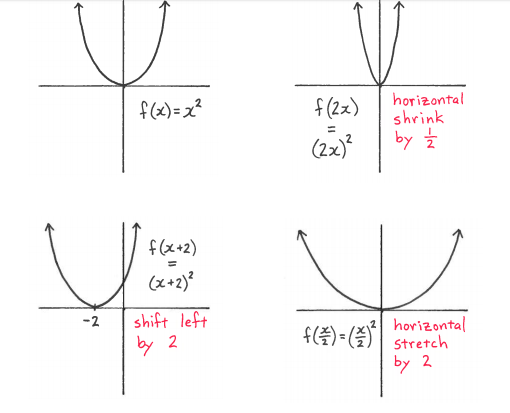 f(x)=x²
f(2x)
=
(2x)²
horizontal
shrink
by 1/2
f(x+2)
=
(x+2)²
-2
shift left
by 2
f(x/2)=(x/2)²
horizontal
stretch
by 2